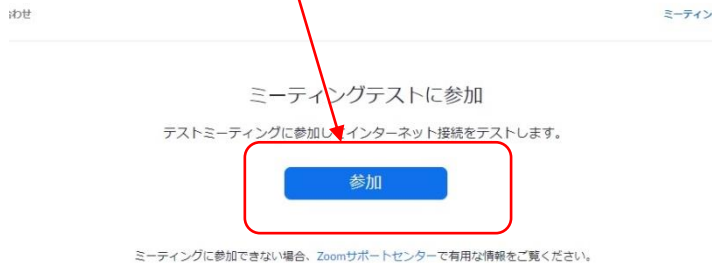 わせ
ミーティン
ミーティングテストに参加
テストミーティングに参加してインターネット接続をテストします。
参加
ミーティングに参加できない場合、Zoomサポートセンターで有用な情報をご覧ください。